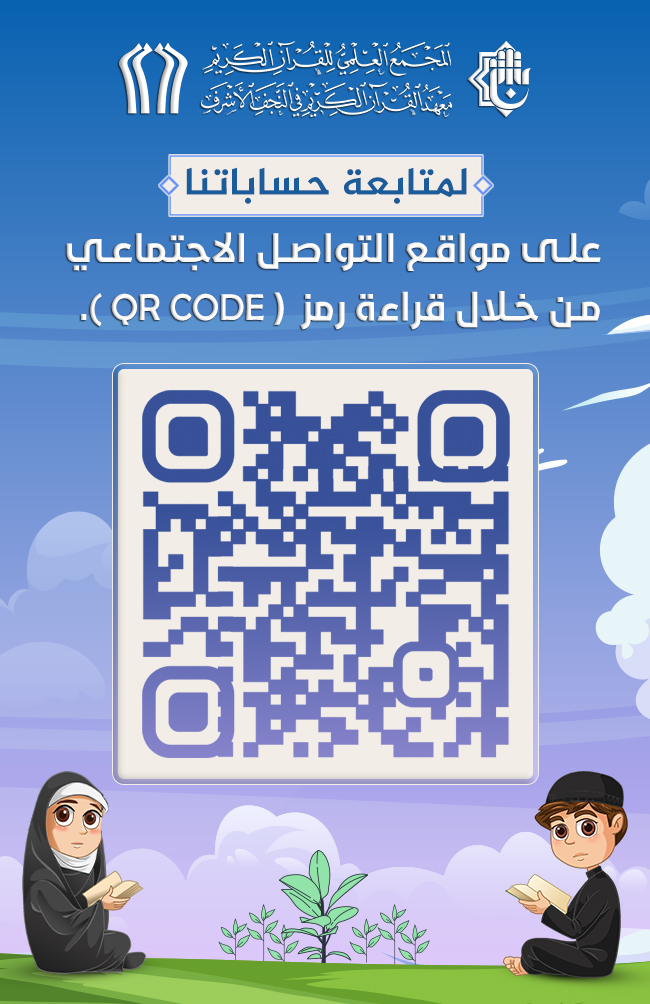 المجمع العلمي للقرآن الكريم
معهد القرآن الكريم في النجف الأشرف
لمتابعة حساباتنا
على مواقع التواصل الاجتماعي
من خلال قراءة رمز ( QR CODE ).